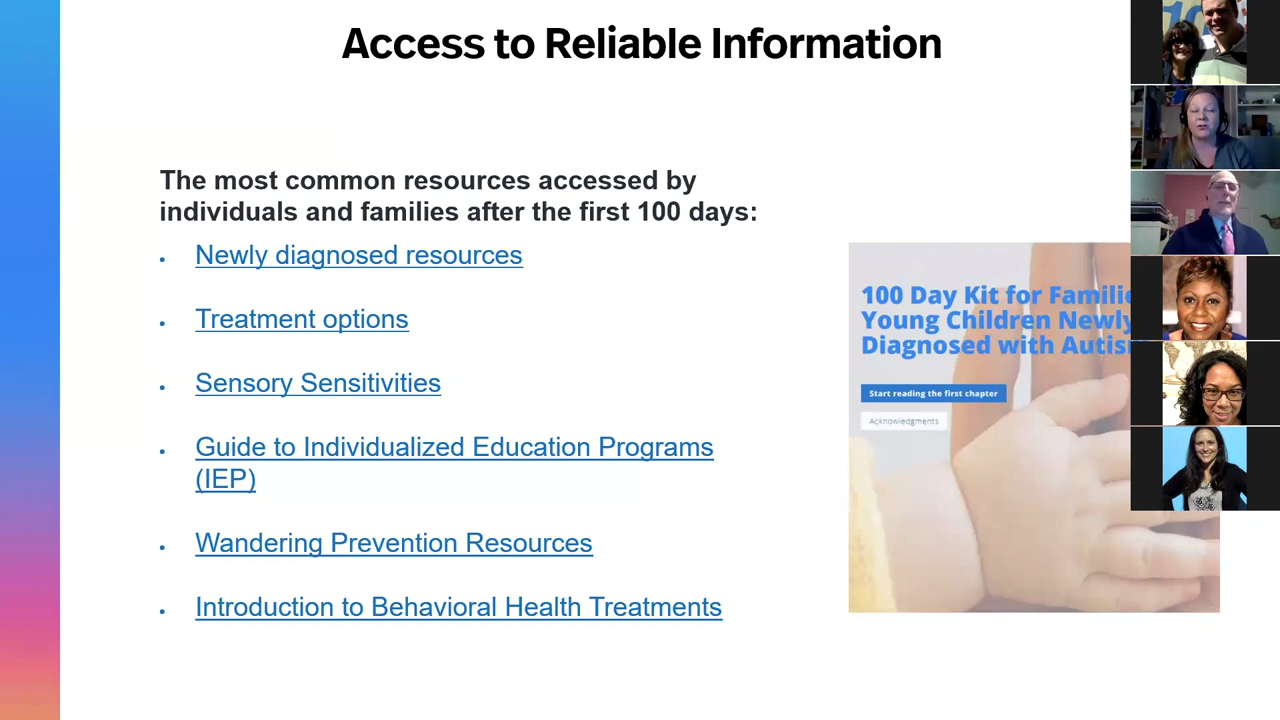 Access to Reliable Information
The most common resources accessed by
individuals and families after the first 100 days:
Newly diagnosed resources
Treatment options
Sensory Sensitivities
Guide to Individualized Education Programs
(IEP)
Wandering Prevention Resources
Introduction to Behavioral Health Treatments
100 Day Kit for
Young Children Newly
Diagnosed with
Start reading the first chapter
Acknowledgments